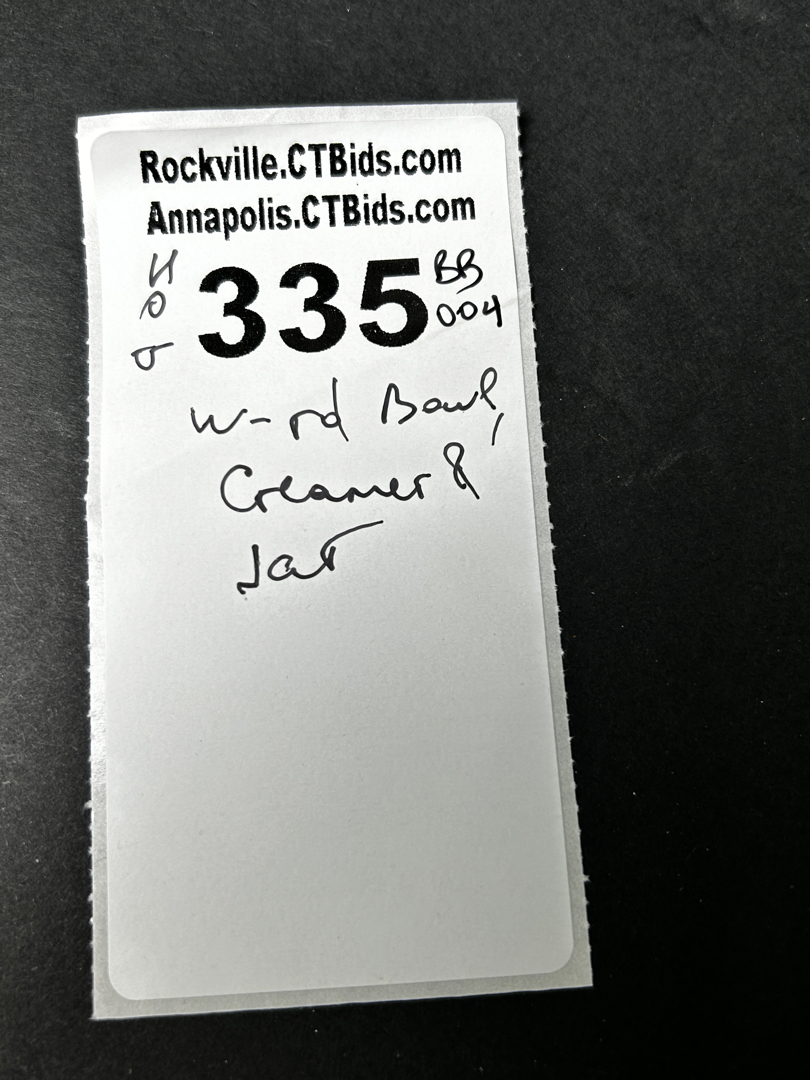 Rockville.CTBids.com
Annapolis.CTBids.com
335
BB
004
W-rd Bowl,
Creamer &
Jar